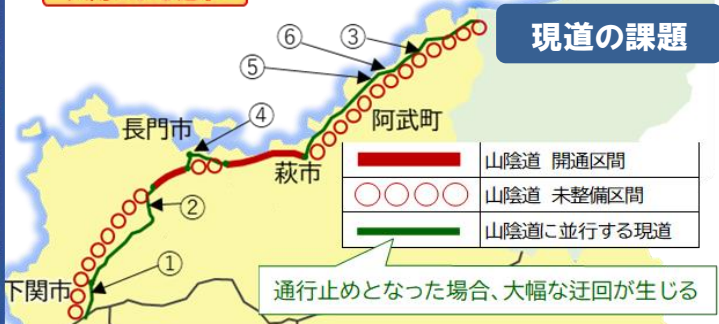 現道の課題
⑥
③
⑤
④
長門市
阿武町
萩市
②
①
下関市
山陰道 開通区間
山陰道 未整備区間
山陰道に並行する現道
通行止めとなった場合、大幅な迂回が生じる